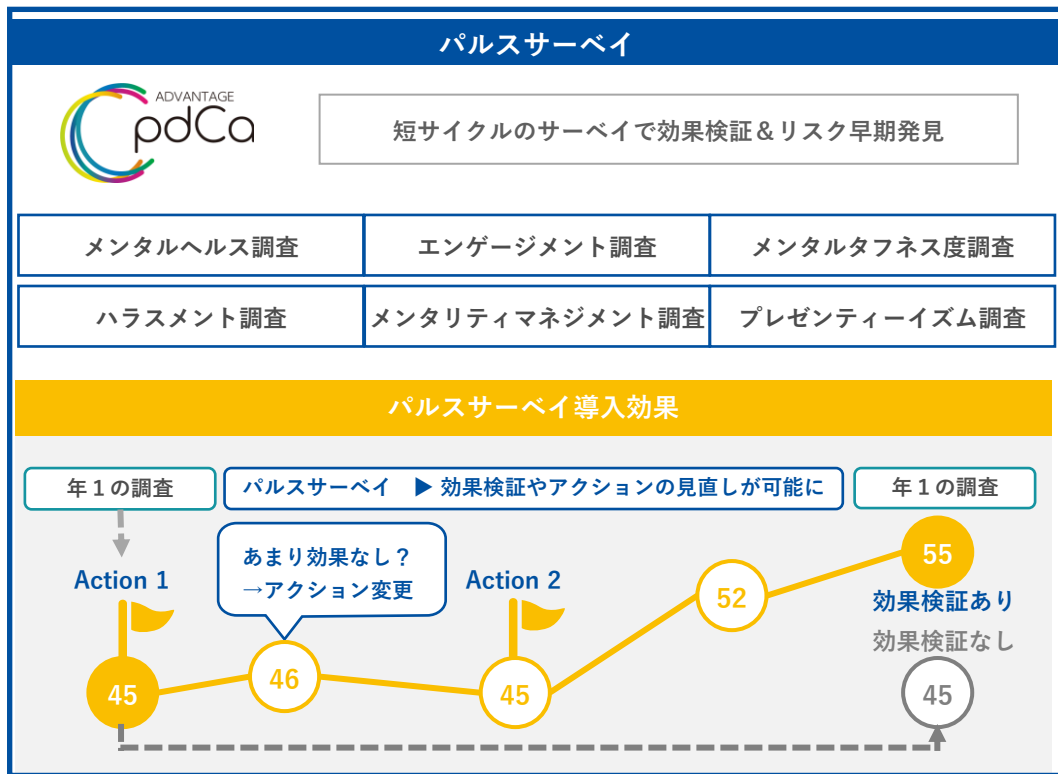 パルスサーベイ
ADVANTAGE
pdCa
短サイクルのサーベイで効果検証&リスク早期発見
メンタルヘルス調査
エンゲージメント調査
メンタルタフネス度調査
ハラスメント調査
メンタリティマネジメント調査
プレゼンティーイズム調査
パルスサーベイ導入効果
年1の調査
パルスサーベイ ▶ 効果検証やアクションの見直しが可能に
年1の調査
Action 1
あまり効果なし?
→アクション変更
Action 2
45
46
45
52
55
効果検証あり
効果検証なし
45